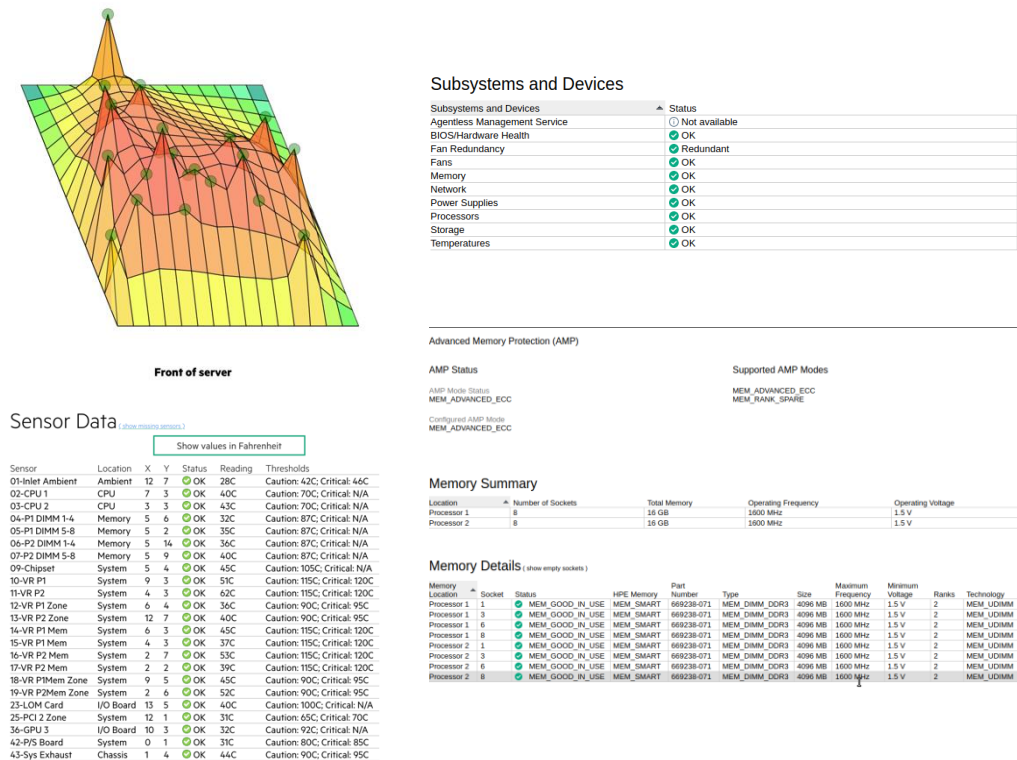 Front of server
Sensor Data ( show missing sensors )
Show values in Fahrenheit
Sensor Location X Y Status Reading Thresholds
01-Inlet Ambient Ambient 12 7 OK 28C Caution: 42C; Critical: 46C
02-CPU 1 CPU 7 3 OK 40C Caution: 70C; Critical: N/A
03-CPU 2 CPU 3 3 OK 43C Caution: 70C; Critical: N/A
04-P1 DIMM 1-4 Memory 5 6 OK 32C Caution: 87C; Critical: N/A
05-P1 DIMM 5-8 Memory 5 2 OK 35C Caution: 87C; Critical: N/A
06-P2 DIMM 1-4 Memory 5 14 OK 36C Caution: 87C; Critical: N/A
07-P2 DIMM 5-8 Memory 5 9 OK 40C Caution: 87C; Critical: N/A
09-Chipset System 5 4 OK 45C Caution: 105C; Critical: N/A
10-VR P1 System 9 3 OK 51C Caution: 115C; Critical: 120C
11-VR P2 System 4 3 OK 62C Caution: 115C; Critical: 120C
12-VR P1 Zone System 6 4 OK 36C Caution: 90C; Critical: 95C
13-VR P2 Zone System 12 7 OK 40C Caution: 90C; Critical: 95C
14-VR P1 Mem System 6 3 OK 45C Caution: 115C; Critical: 120C
15-VR P1 Mem System 4 3 OK 37C Caution: 115C; Critical: 120C
16-VR P2 Mem System 2 7 OK 53C Caution: 115C; Critical: 120C
17-VR P2 Mem System 2 2 OK 39C Caution: 115C; Critical: 120C
18-VR P1Mem Zone System 9 5 OK 45C Caution: 90C; Critical: 95C
19-VR P2Mem Zone System 2 6 OK 52C Caution: 90C; Critical: 95C
23-LOM Card I/O Board 13 5 OK 40C Caution: 100C; Critical: N/A
25-PCI 2 Zone System 12 1 OK 31C Caution: 65C; Critical: 70C
36-GPU 3 I/O Board 10 3 OK 32C Caution: 92C; Critical: N/A
42-P/S Board System 0 1 OK 31C Caution: 80C; Critical: 85C
43-Sys Exhaust Chassis 1 4 OK 44C Caution: 90C; Critical: 95C
Subsystems and Devices
Subsystems and Devices Status
Agentless Management Service Not available
BIOS/Hardware Health OK
Fan Redundancy Redundant
Fans OK
Memory OK
Network OK
Power Supplies OK
Processors OK
Storage OK
Temperatures OK
Advanced Memory Protection (AMP)
AMP Status Supported AMP Modes
AMP Mode Status MEM_ADVANCED_ECC
MEM_ADVANCED_ECC MEM_RANK_SPARE
Configured AMP Mode
MEM_ADVANCED_ECC
Memory Summary
Location Number of Sockets Total Memory Operating Frequency Operating Voltage
Processor 1 8 16 GB 1600 MHz 1.5 V
Processor 2 8 16 GB 1600 MHz 1.5 V
Memory Details ( show empty sockets )
Memory Location Socket Status HPE Memory Part Number Type Size Maximum Frequency Minimum Voltage Ranks Technology
Processor 1 1 MEM_GOOD_IN_USE MEM_SMART 669238-071 MEM_DIMM_DDR3 4096 MB 1600 MHz 1.5 V 2 MEM_UDIMM
Processor 1 3 MEM_GOOD_IN_USE MEM_SMART 669238-071 MEM_DIMM_DDR3 4096 MB 1600 MHz 1.5 V 2 MEM_UDIMM
Processor 1 6 MEM_GOOD_IN_USE MEM_SMART 669238-071 MEM_DIMM_DDR3 4096 MB 1600 MHz 1.5 V 2 MEM_UDIMM
Processor 1 8 MEM_GOOD_IN_USE MEM_SMART 669238-071 MEM_DIMM_DDR3 4096 MB 1600 MHz 1.5 V 2 MEM_UDIMM
Processor 2 1 MEM_GOOD_IN_USE MEM_SMART 669238-071 MEM_DIMM_DDR3 4096 MB 1600 MHz 1.5 V 2 MEM_UDIMM
Processor 2 3 MEM_GOOD_IN_USE MEM_SMART 669238-071 MEM_DIMM_DDR3 4096 MB 1600 MHz 1.5 V 2 MEM_UDIMM
Processor 2 6 MEM_GOOD_IN_USE MEM_SMART 669238-071 MEM_DIMM_DDR3 4096 MB 1600 MHz 1.5 V 2 MEM_UDIMM
Processor 2 8 MEM_GOOD_IN_USE MEM_SMART 669238-071 MEM_DIMM_DDR3 4096 MB 1600 MHz 1.5 V 2 MEM_UDIMM